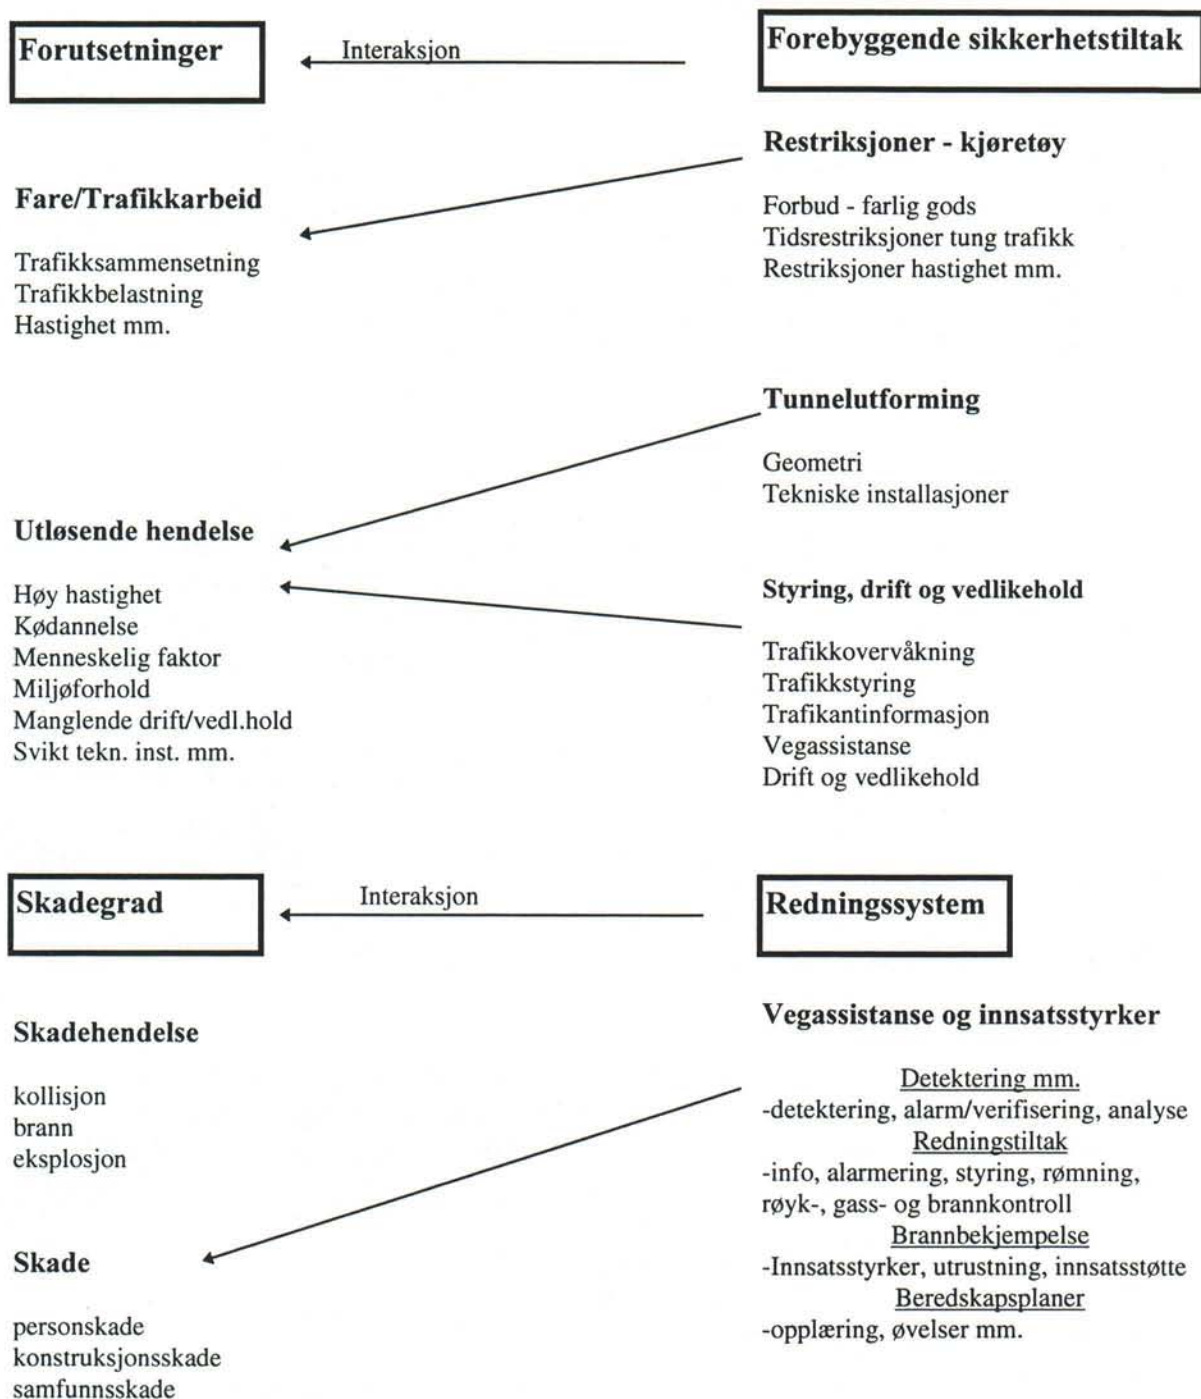 Forutsetninger
Interaksjon
Forebyggende sikkerhetstiltak
Fare/Trafikkarbeid
Trafikksammensetning
Trafikkbelastning
Hastighet mm.
Restriksjoner - kjøretøy
Forbud - farlig gods
Tidsrestriksjoner tung trafikk
Restriksjoner hastighet mm.
Tunnelutforming
Geometri
Tekniske installasjoner
Utløsende hendelse
Høy hastighet
Kødannelse
Menneskelig faktor
Miljøforhold
Manglende drift/vedl.hold
Svikt tekn. inst. mm.
Styring, drift og vedlikehold
Trafikkovervåkning
Trafikkstyring
Trafikantinformasjon
Vegassistanse
Drift og vedlikehold
Skadegrad
Interaksjon
Redningssystem
Skadehendelse
kollisjon
brann
eksplosjon
Skade
personskade
konstruksjonsskade
samfunnsskade
Vegassistanse og innsatsstyrker
Detektering mm.
-detektering, alarm/verifisering, analyse
Redningstiltak
-info, alarmering, styring, rømning,
røyk-, gass- og brannkontroll
Brannbekjempelse
-Innsatsstyrker, utrustning, innsatsstøtte
Beredskapsplaner
-opplæring, øvelser mm.